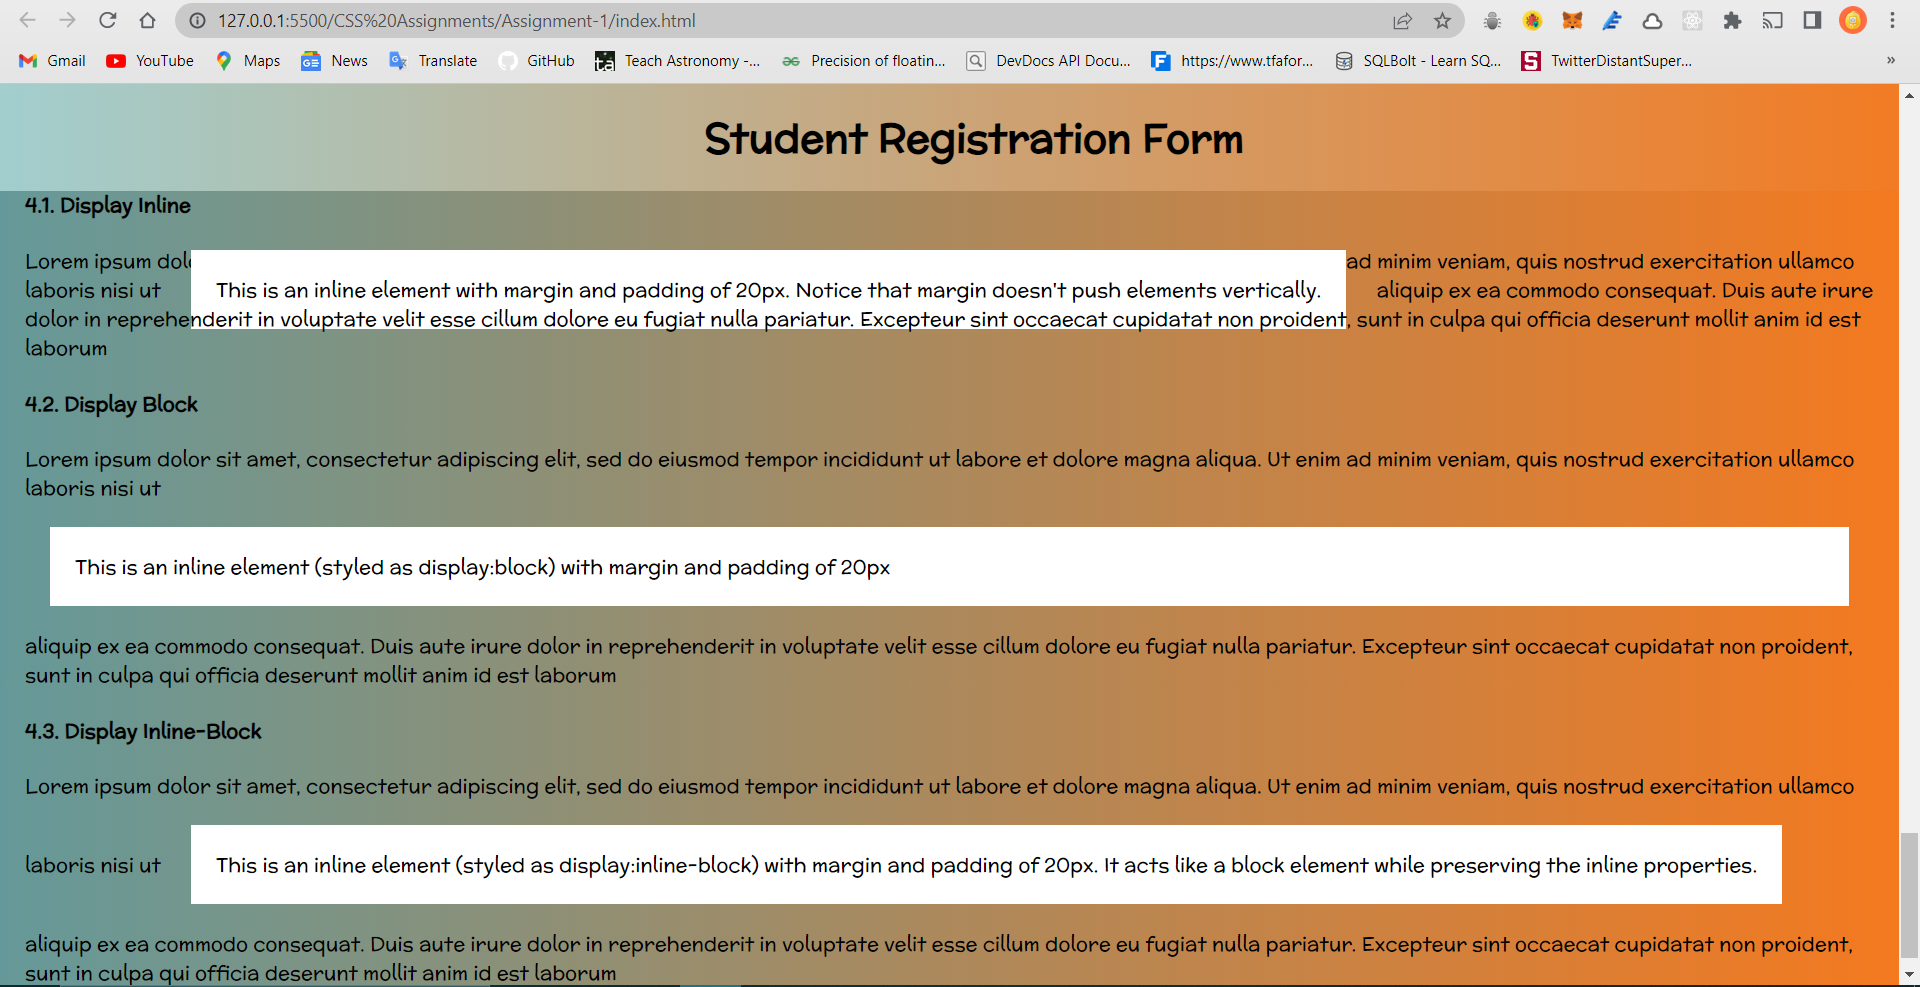 127.0.0.1:5500/CSS%20Assignments/Assignment-1/index.html
Gmail YouTube Maps News Translate GitHub Teach Astronomy -... Precision of floatin... DevDocs API Docu... https://www.tfafor... SQLBolt - Learn SQ... TwitterDistantSuper... »
Student Registration Form
4.1. Display Inline
Lorem ipsum dol ad minim veniam, quis nostrud exercitation ullamco
laboris nisi ut This is an inline element with margin and padding of 20px. Notice that margin doesn't push elements vertically. aliquip ex ea commodo consequat. Duis aute irure
dolor in reprehenderit in voluptate velit esse cillum dolore eu fugiat nulla pariatur. Excepteur sint occaecat cupidatat non proident, sunt in culpa qui officia deserunt mollit anim id est
laborum
4.2. Display Block
Lorem ipsum dolor sit amet, consectetur adipiscing elit, sed do eiusmod tempor incididunt ut labore et dolore magna aliqua. Ut enim ad minim veniam, quis nostrud exercitation ullamco
laboris nisi ut
This is an inline element (styled as display:block) with margin and padding of 20px
aliquip ex ea commodo consequat. Duis aute irure dolor in reprehenderit in voluptate velit esse cillum dolore eu fugiat nulla pariatur. Excepteur sint occaecat cupidatat non proident,
sunt in culpa qui officia deserunt mollit anim id est laborum
4.3. Display Inline-Block
Lorem ipsum dolor sit amet, consectetur adipiscing elit, sed do eiusmod tempor incididunt ut labore et dolore magna aliqua. Ut enim ad minim veniam, quis nostrud exercitation ullamco
laboris nisi ut This is an inline element (styled as display:inline-block) with margin and padding of 20px. It acts like a block element while preserving the inline properties.
aliquip ex ea commodo consequat. Duis aute irure dolor in reprehenderit in voluptate velit esse cillum dolore eu fugiat nulla pariatur. Excepteur sint occaecat cupidatat non proident,
sunt in culpa qui officia deserunt mollit anim id est laborum